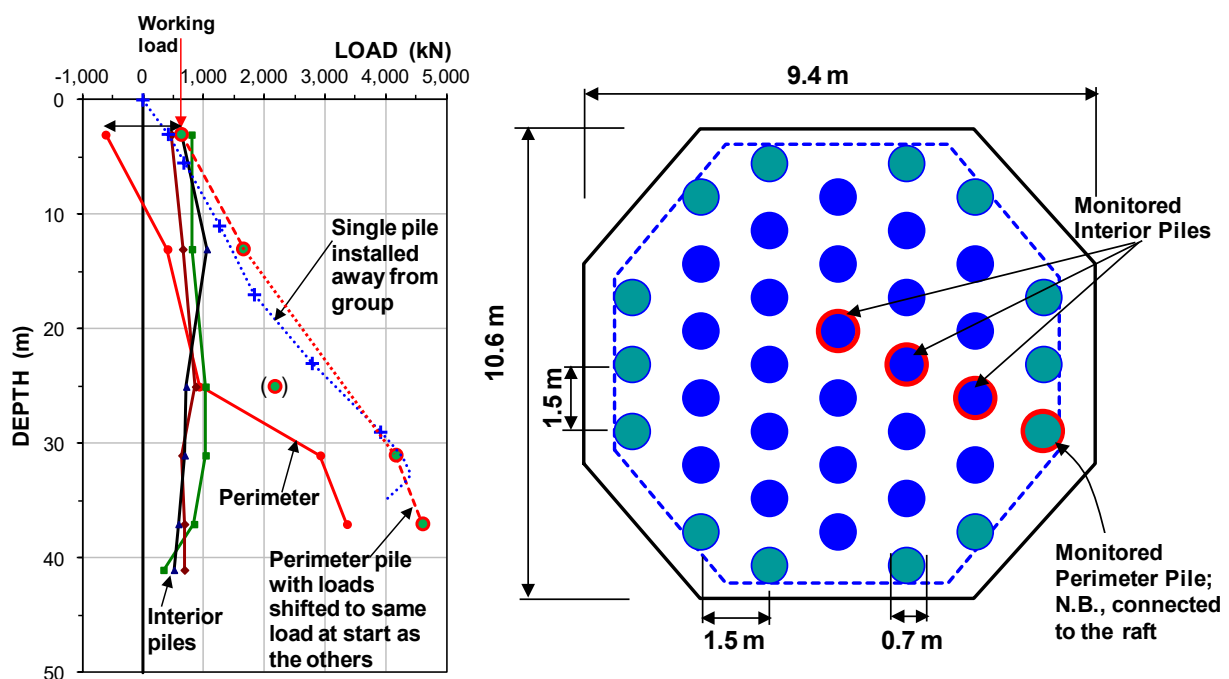 Working
load
LOAD (kN)
-1,000 0 1,000 2,000 3,000 4,000 5,000
0
10
20
30
40
50
DEPTH (m)
Single pile
installed
away from
group
( )
Perimeter
Perimeter pile
with loads
shifted to same
load at start as
the others
Interior
piles
9.4 m
10.6 m
1.5 m
1.5 m
0.7 m
Monitored
Interior Piles
Monitored
Perimeter Pile;
N.B., connected
to the raft